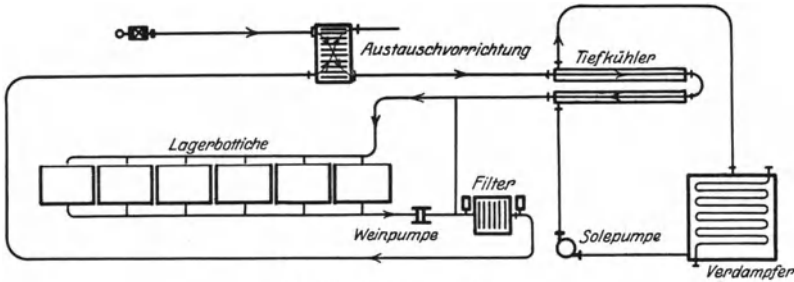 Austauschvorrichtung
Tiefkühler
Lagerbottiche
Filter
Weinpumpe
Solepumpe
Verdampfer